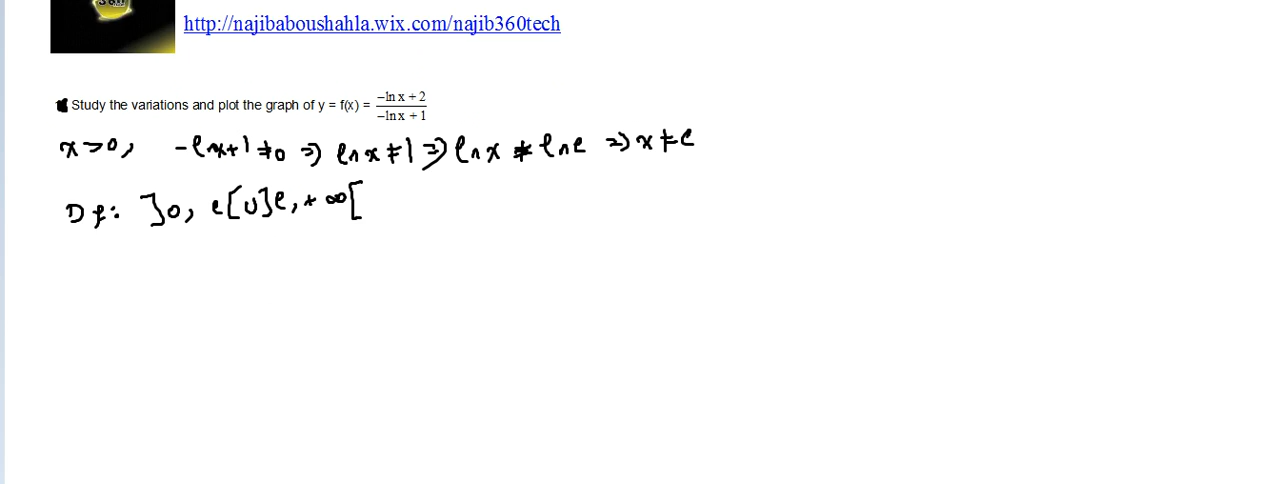 http://najibaboushahla.wix.com/najib360tech
Study the variations and plot the graph of y = f(x) = (–ln x + 2)/(–ln x + 1)
x>0, -lnx+1≠0 ⇒ ln x ≠ 1 ⇒ ln x ≠ ln e ⇒ x ≠ e
Df: ]0, e[U]e, +∞[